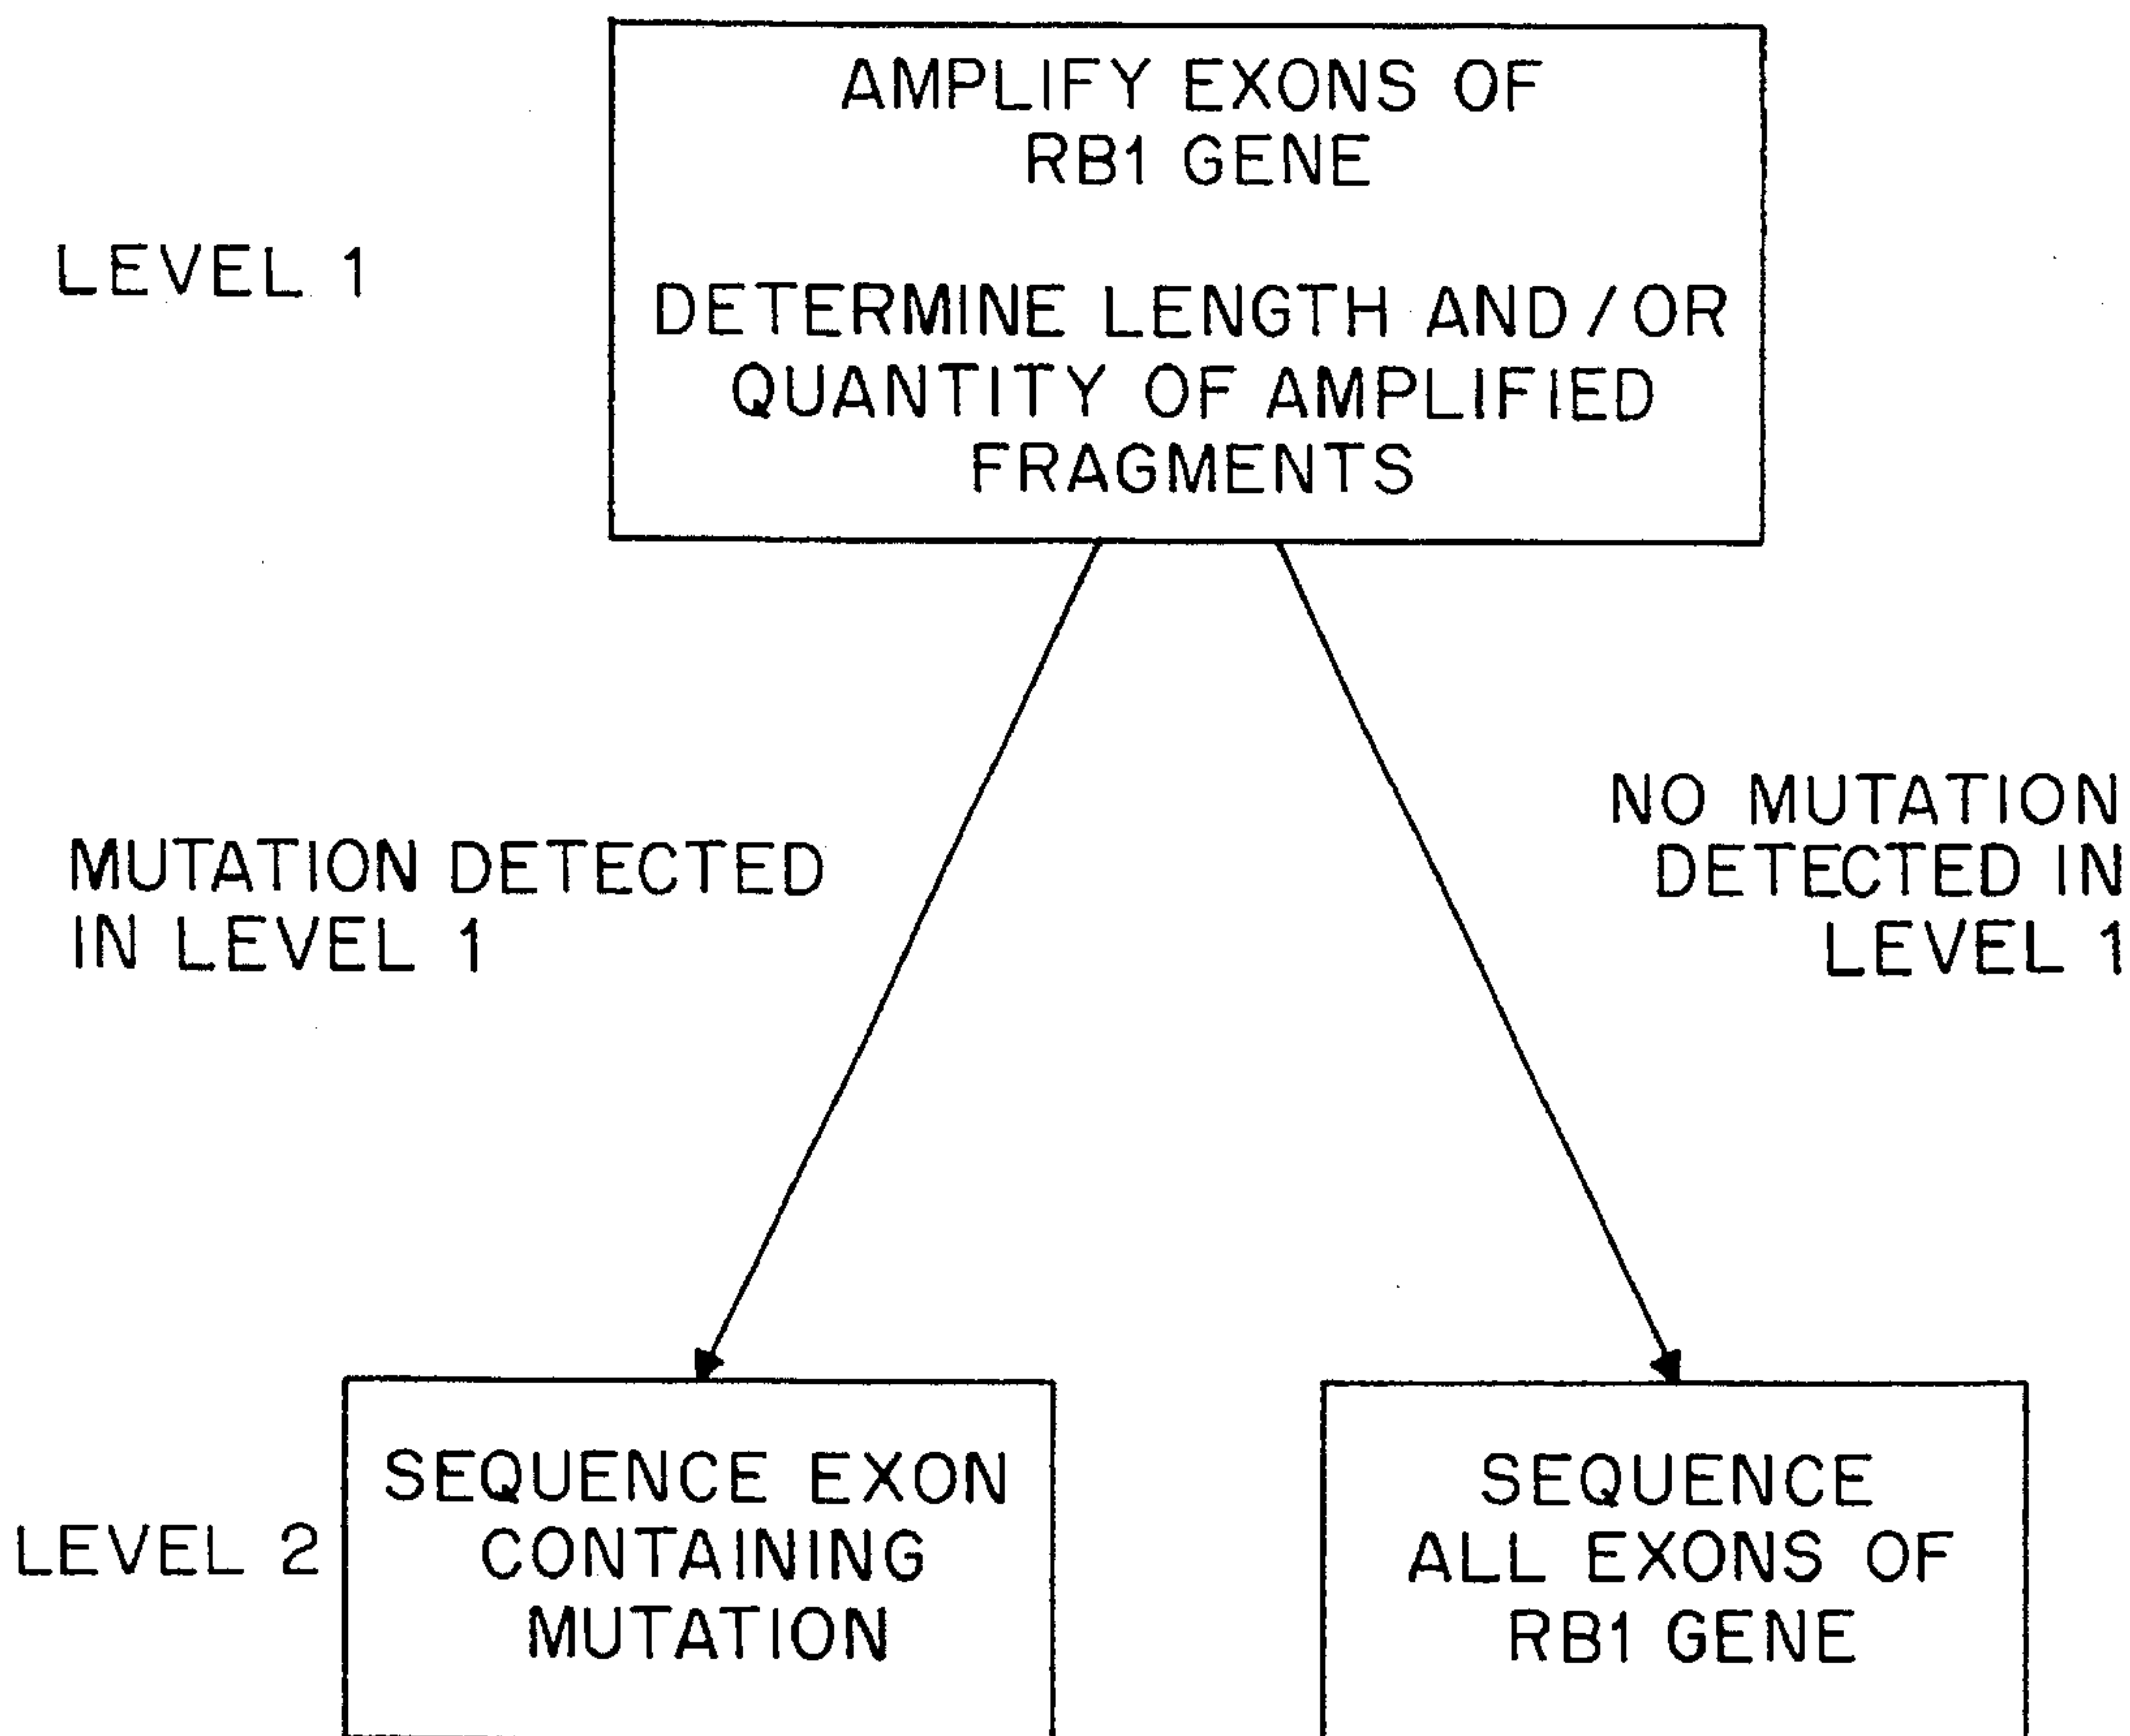 AMPLIFY EXONS OF
RB1 GENE
LEVEL 1
DETERMINE LENGTH AND/OR
QUANTITY OF AMPLIFIED
FRAGMENTS
MUTATION DETECTED
IN LEVEL 1
NO MUTATION
DETECTED IN
LEVEL 1
LEVEL 2
SEQUENCE EXON
CONTAINING
MUTATION
SEQUENCE
ALL EXONS OF
RB1 GENE